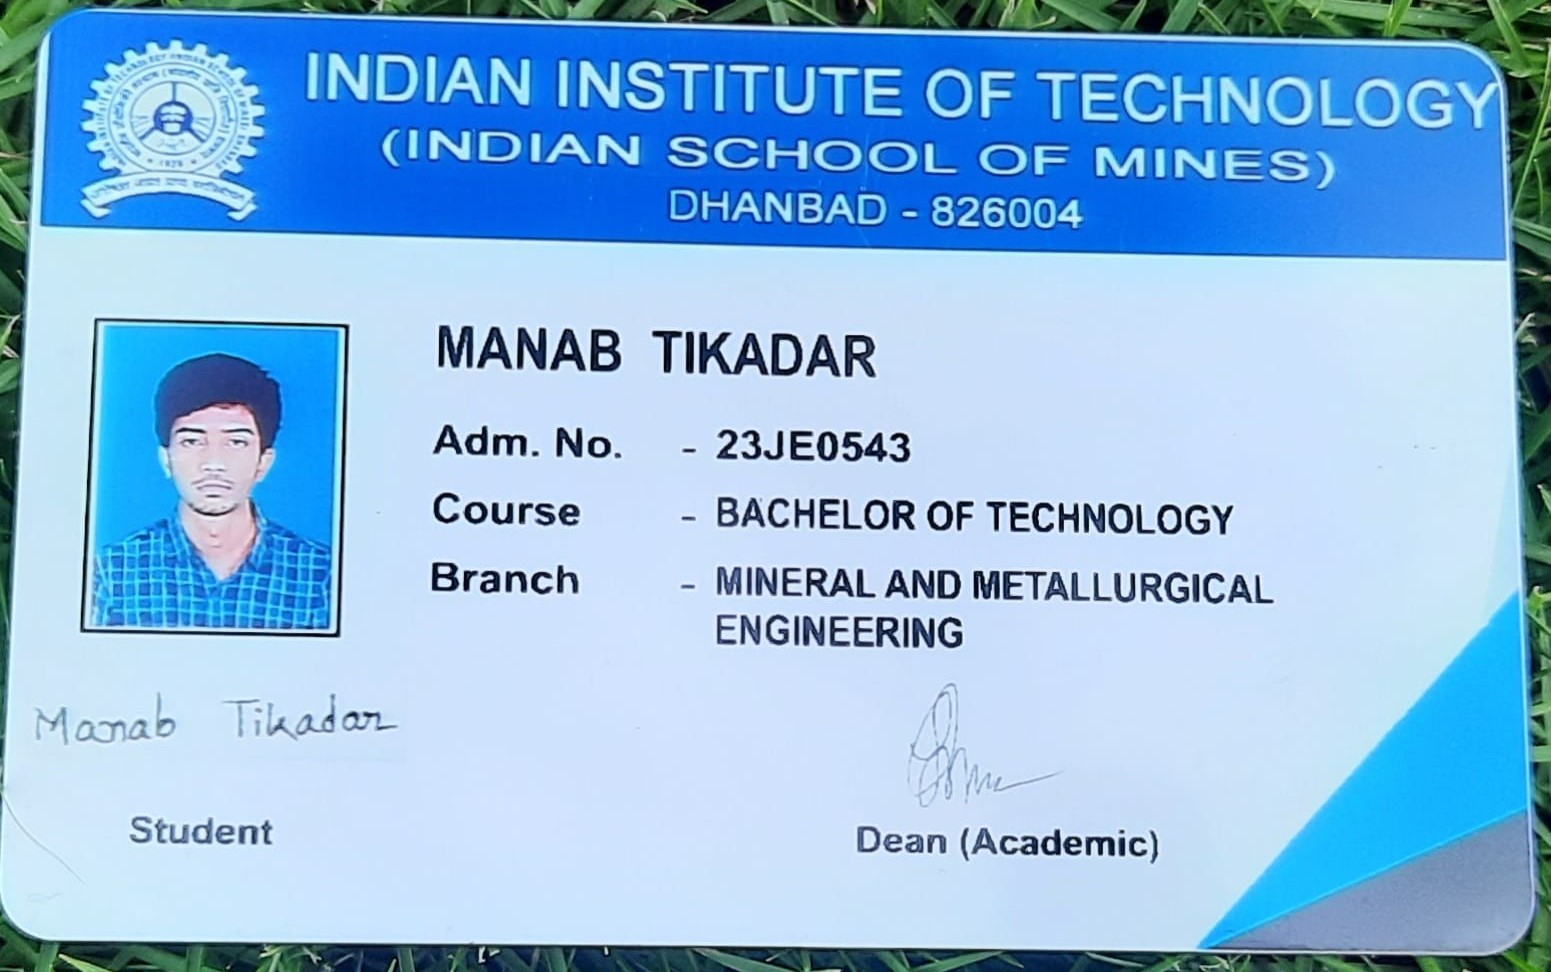 INDIAN INSTITUTE OF TECHNOLOGY
(INDIAN SCHOOL OF MINES)
DHANBAD - 826004
1926
MANAB TIKADAR
Adm. No. - 23JE0543
Course - BACHELOR OF TECHNOLOGY
Branch - MINERAL AND METALLURGICAL
ENGINEERING
Manab Tikadar
Student
Dean (Academic)